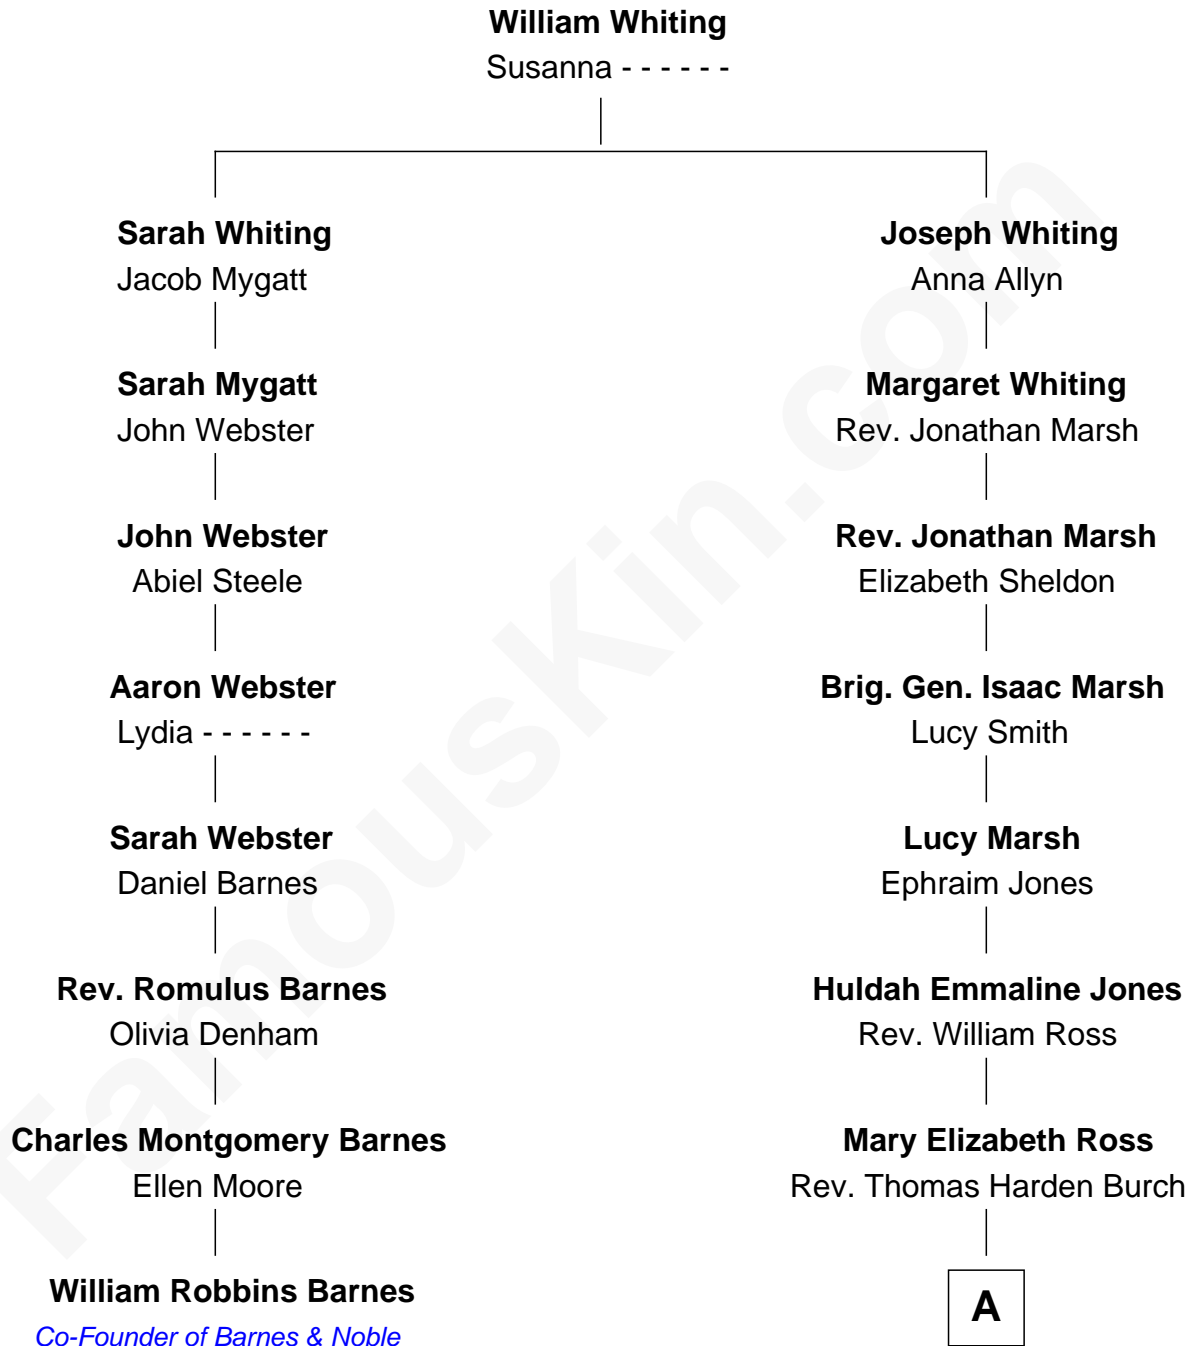 William Whiting
Susanna - - - - - -
Sarah Whiting
Jacob Mygatt
Joseph Whiting
Anna Allyn
Sarah Mygatt
John Webster
Margaret Whiting
Rev. Jonathan Marsh
John Webster
Abiel Steele
Rev. Jonathan Marsh
Elizabeth Sheldon
Aaron Webster
Lydia - - - - - -
Brig. Gen. Isaac Marsh
Lucy Smith
Sarah Webster
Daniel Barnes
Lucy Marsh
Ephraim Jones
Rev. Romulus Barnes
Olivia Denham
Huldah Emmaline Jones
Rev. William Ross
Charles Montgomery Barnes
Ellen Moore
Mary Elizabeth Ross
Rev. Thomas Harden Burch
William Robbins Barnes
Co-Founder of Barnes & Noble
A
FamousKin.com